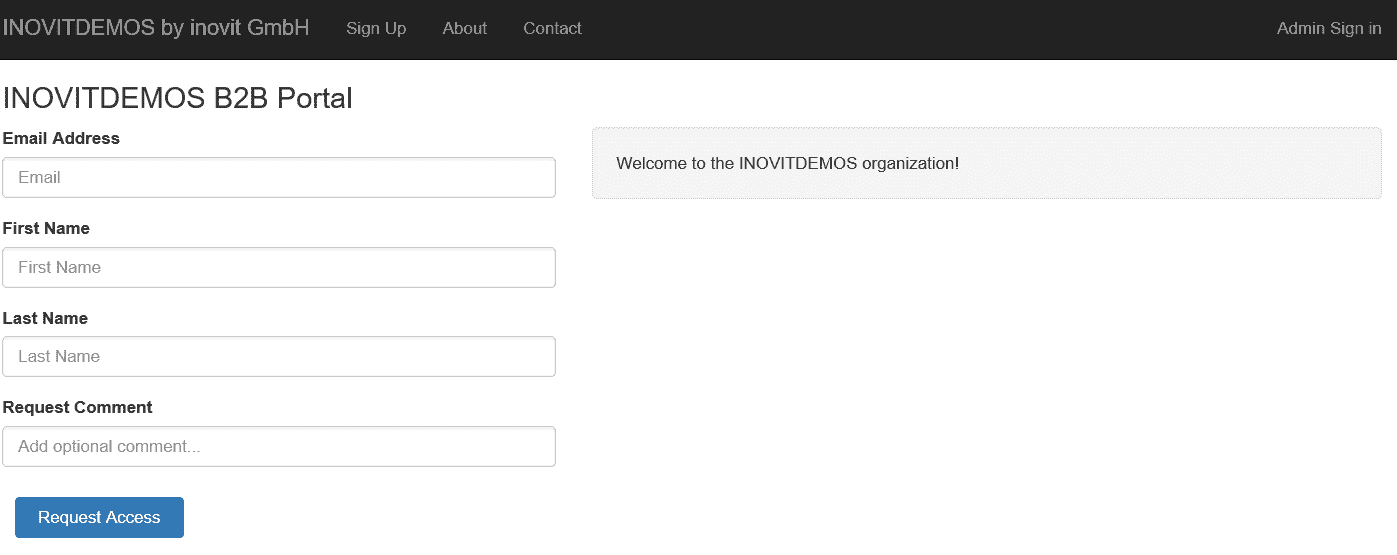 INOVITDEMOS by inovit GmbH Sign Up About Contact Admin Sign in
INOVITDEMOS B2B Portal
Email Address
Email
First Name
First Name
Last Name
Last Name
Request Comment
Add optional comment...
Request Access
Welcome to the INOVITDEMOS organization!